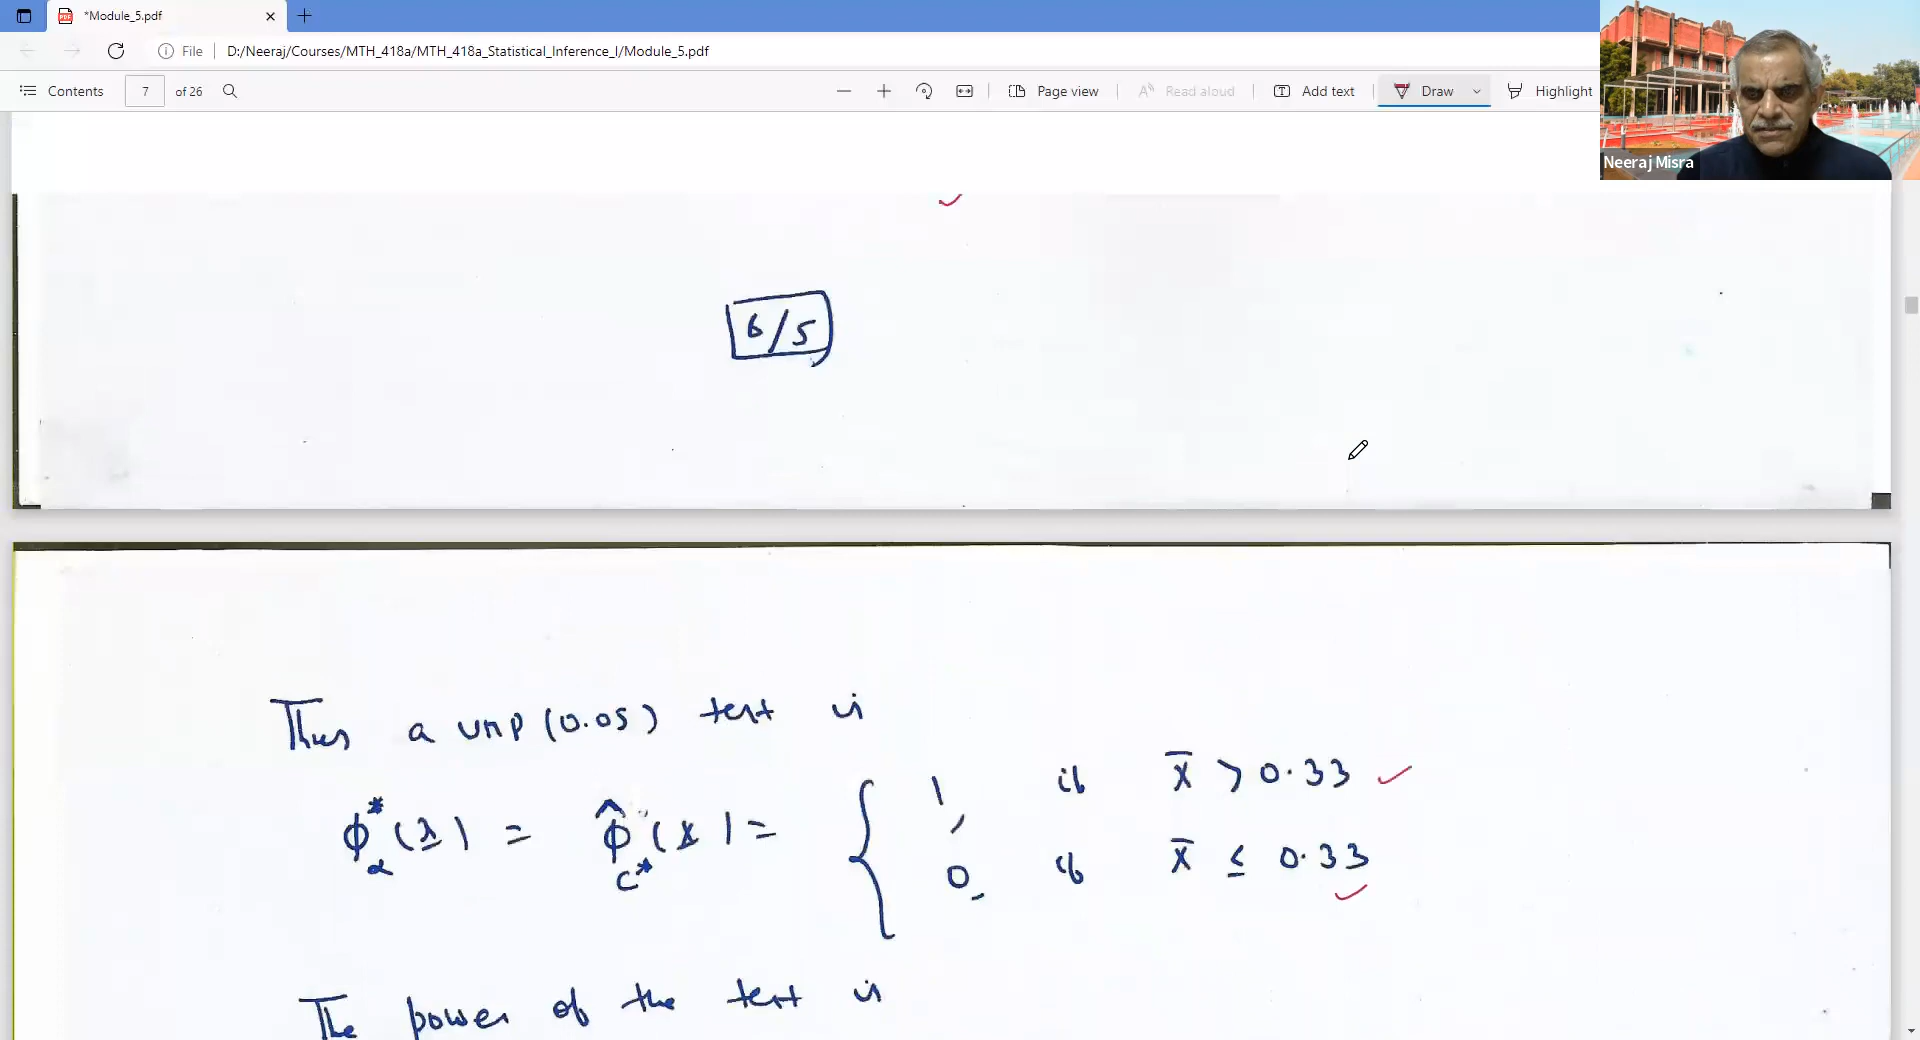 *Module_5.pdf
File D:/Neeraj/Courses/MTH_418a/MTH_418a_Statistical_Inference_I/Module_5.pdf
Contents 7 of 26 Page view Read aloud Add text Draw Highlight
Neeraj Misra
6/5
Thus a UMP (0.05) test is
ϕ*α(x̲) = ϕ̂c*(x̲) = { 1, if x̄ > 0.33
0, if x̄ ≤ 0.33
The power of the test is